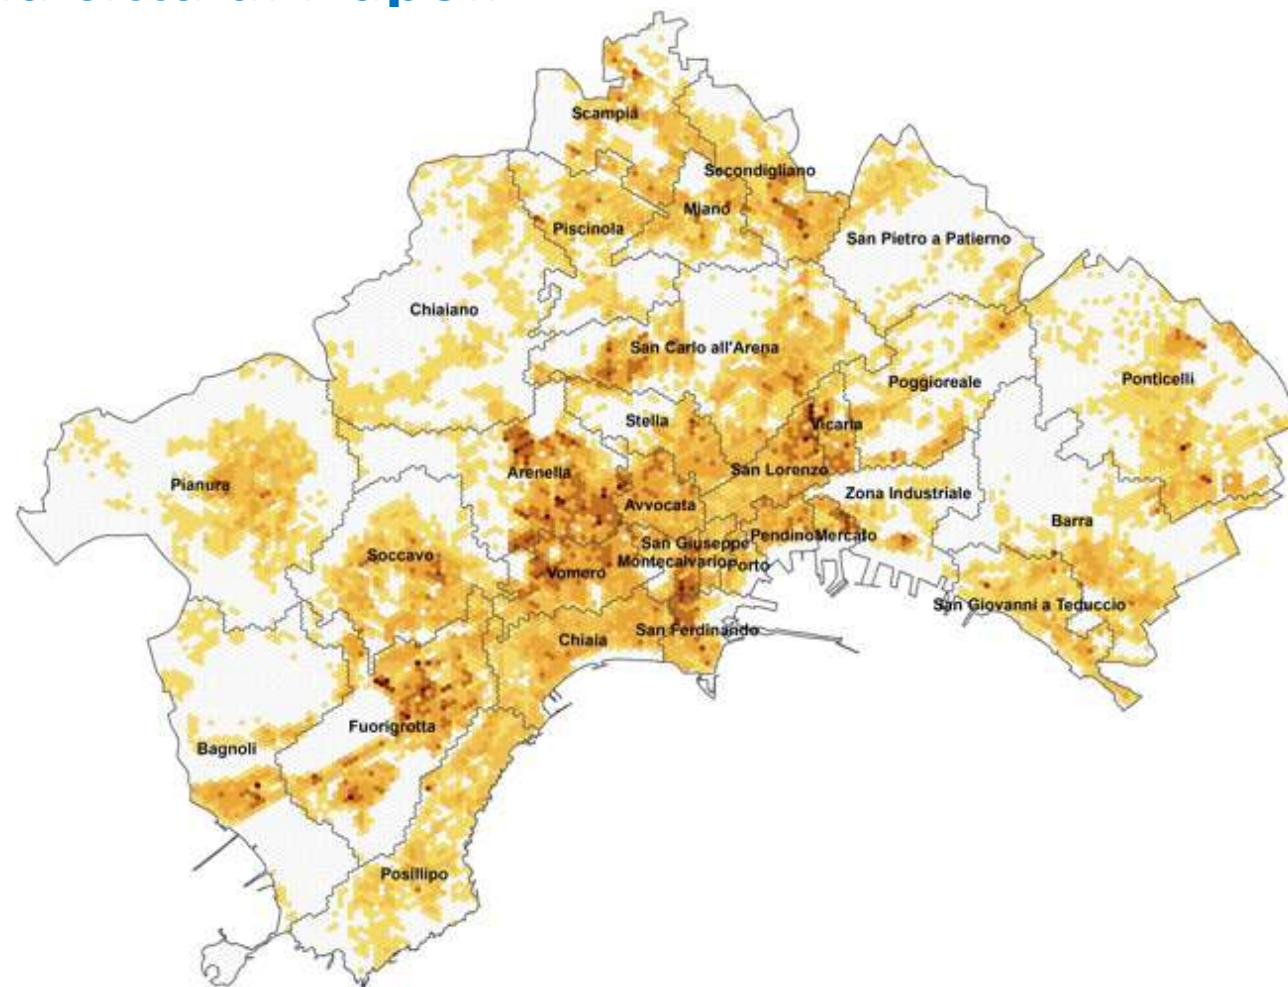 Scampia
Secondigliano
Miano
Piscinola
San Pietro a Patierno
Chiaiano
San Carlo all'Arena
Poggioreale
Ponticelli
Stella
Vicaria
Arenella
San Lorenzo
Pianura
Zona Industriale
Avvocata
Barra
Pendino
Mercato
San Giuseppe
Soccavo
Montecalvario
Porto
Vomero
San Giovanni a Teduccio
San Ferdinando
Chiaia
Fuorigrotta
Bagnoli
Posillipo